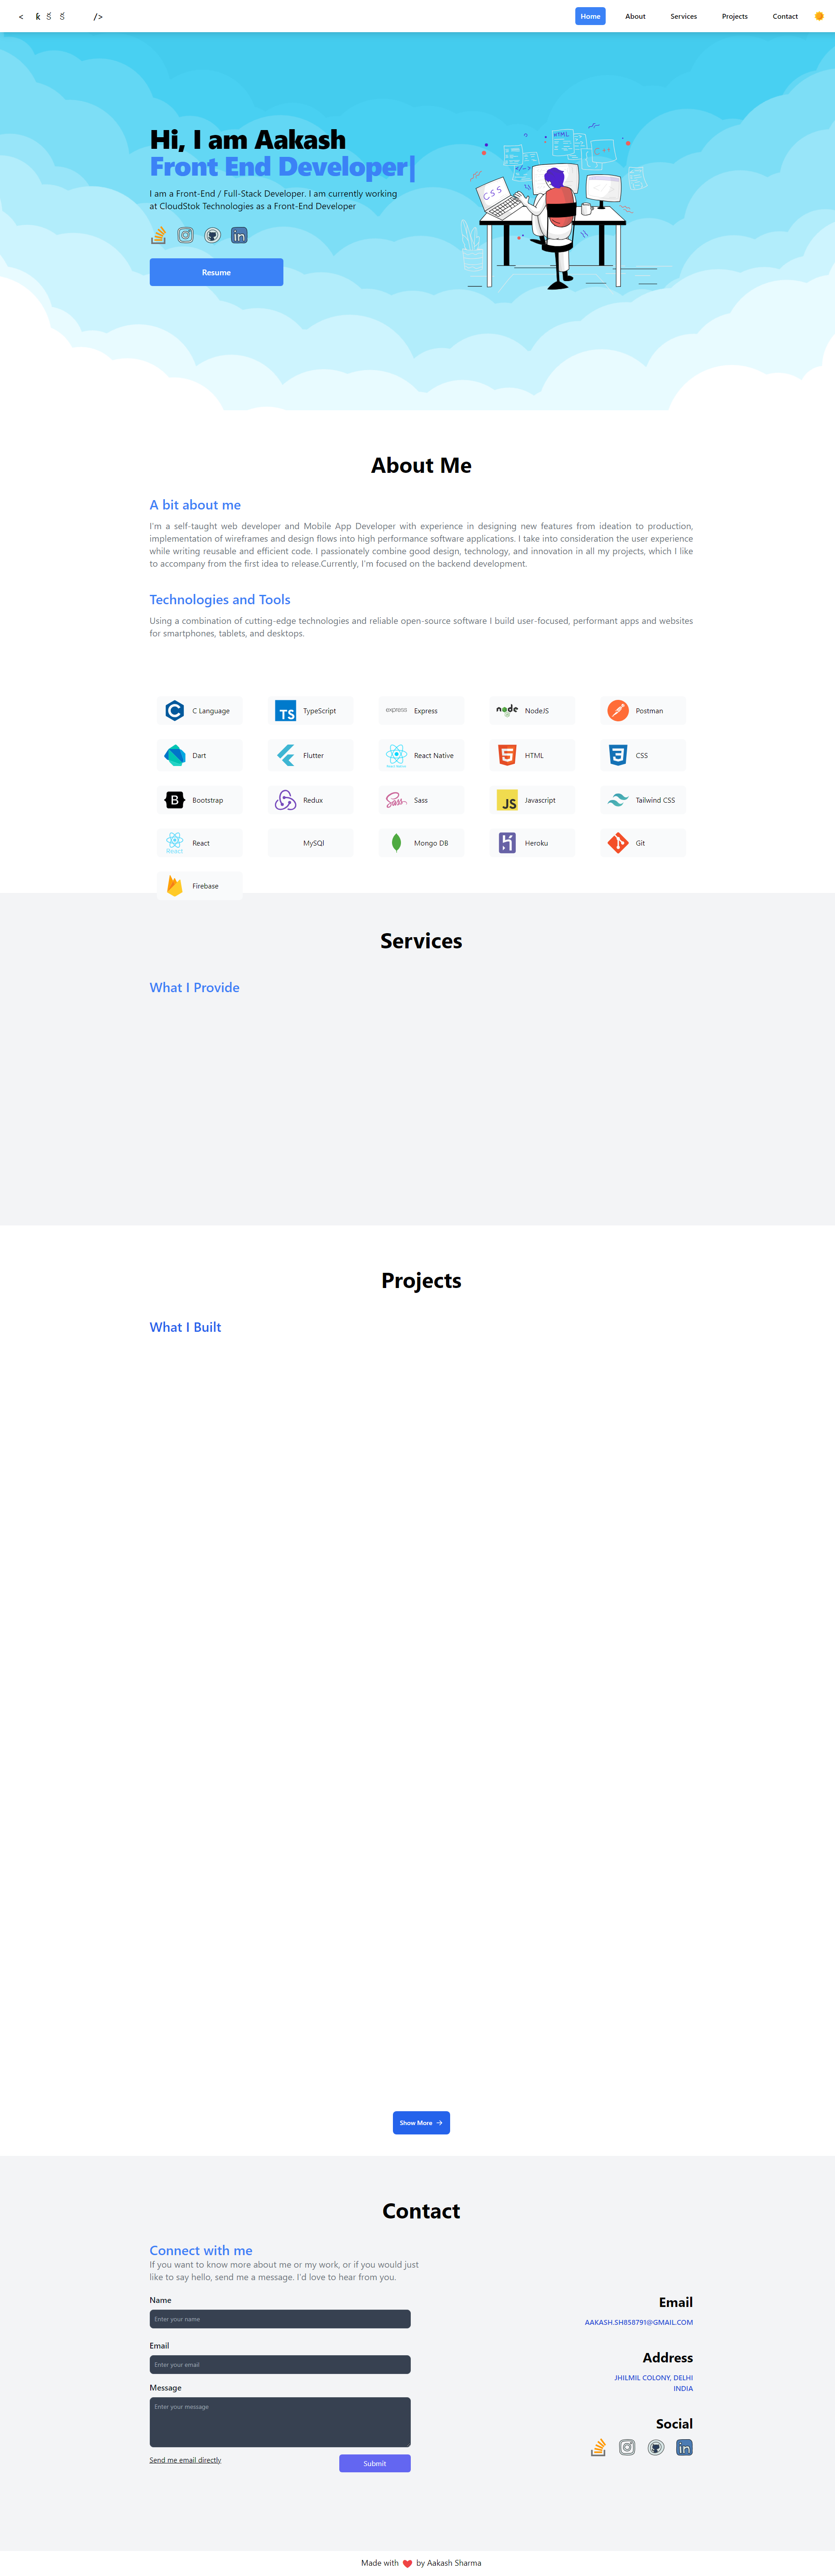 < k s s />
Home
About
Services
Projects
Contact
Hi, I am Aakash
Front End Developer|
I am a Front-End / Full-Stack Developer. I am currently working
at CloudStok Technologies as a Front-End Developer
HTML
C++
CSS
Resume
About Me
A bit about me
I'm a self-taught web developer and Mobile App Developer with experience in designing new features from ideation to production,
implementation of wireframes and design flows into high performance software applications. I take into consideration the user experience
while writing reusable and efficient code. I passionately combine good design, technology, and innovation in all my projects, which I like
to accompany from the first idea to release.Currently, I'm focused on the backend development.
Technologies and Tools
Using a combination of cutting-edge technologies and reliable open-source software I build user-focused, performant apps and websites
for smartphones, tablets, and desktops.
C Language
TS TypeScript
express Express
node NodeJS
Postman
Dart
Flutter
React Native
HTML
CSS
B Bootstrap
Redux
Sass Sass
JS Javascript
Tailwind CSS
React React
MySQl
Mongo DB
Heroku
Git
Firebase
Services
What I Provide
Projects
What I Built
Show More →
Contact
Connect with me
If you want to know more about me or my work, or if you would just
like to say hello, send me a message. I'd love to hear from you.
Name
Enter your name
Email
Enter your email
Message
Enter your message
Send me email directly
Submit
Email
AAKASH.SH858791@GMAIL.COM
Address
JHILMIL COLONY, DELHI
INDIA
Social
in
Made with ❤ by Aakash Sharma